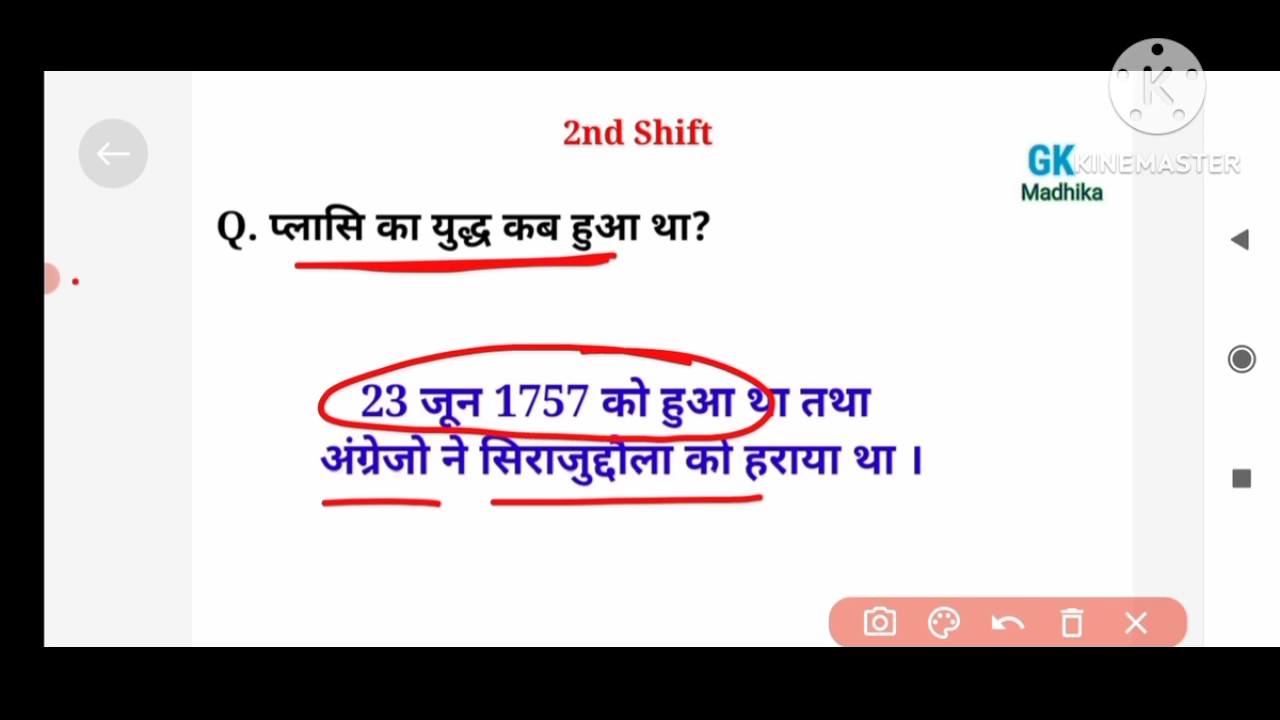 2nd Shift
GK
Madhika
KINEMASTER
Q. प्लासि का युद्ध कब हुआ था?
23 जून 1757 को हुआ था तथा
अंग्रेजो ने सिराजुद्दौला को हराया था ।